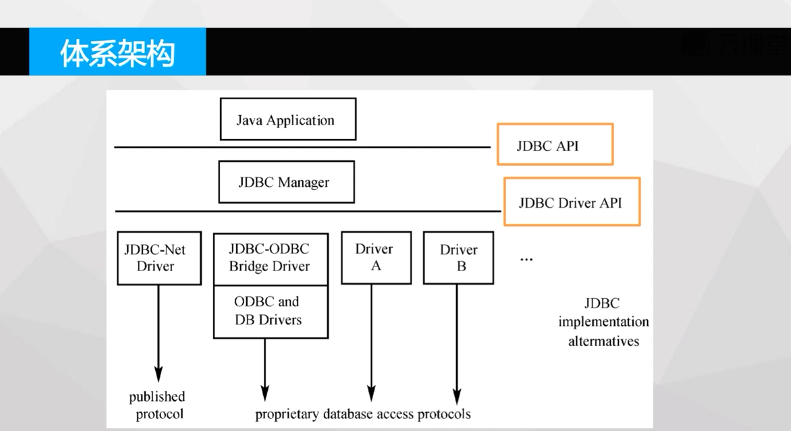 体系架构
Java Application
JDBC API
JDBC Manager
JDBC Driver API
JDBC-Net
Driver
JDBC-ODBC
Bridge Driver
ODBC and
DB Drivers
Driver
A
Driver
B
...
JDBC
implementation
alternatives
published
protocol
proprietary database access protocols